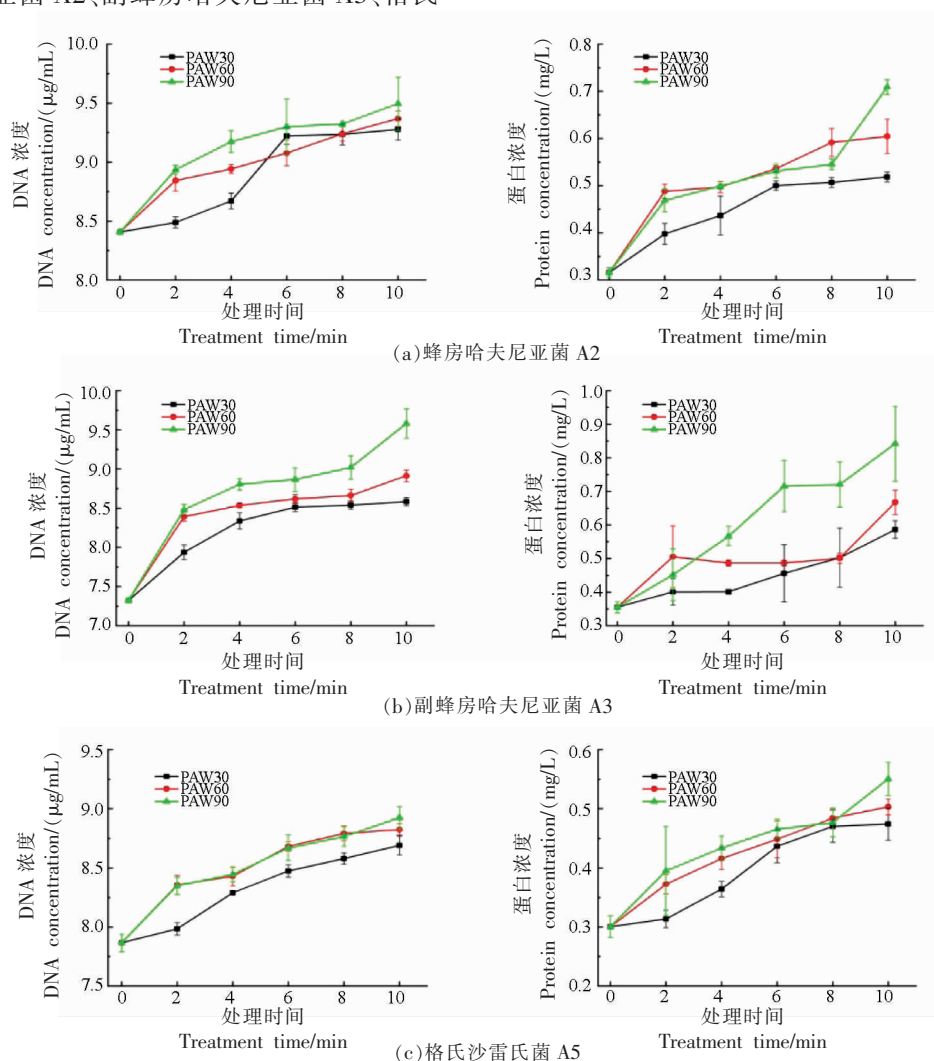 亚菌 A2、副蜂房哈夫尼亚菌 A3、格氏
DNA 浓度
DNA concentration/(μg/mL)
10.0
9.5
9.0
8.5
8.0
PAW30
PAW60
PAW90
0 2 4 6 8 10
处理时间
Treatment time/min
蛋白浓度
Protein concentration/(mg/L)
0.8
0.7
0.6
0.5
0.4
0.3
PAW30
PAW60
PAW90
0 2 4 6 8 10
处理时间
Treatment time/min
(a)蜂房哈夫尼亚菌 A2
DNA 浓度
DNA concentration/(μg/mL)
10.0
9.5
9.0
8.5
8.0
7.5
7.0
PAW30
PAW60
PAW90
0 2 4 6 8 10
处理时间
Treatment time/min
蛋白浓度
Protein concentration/(mg/L)
1.0
0.9
0.8
0.7
0.6
0.5
0.4
0.3
PAW30
PAW60
PAW90
0 2 4 6 8 10
处理时间
Treatment time/min
(b)副蜂房哈夫尼亚菌 A3
DNA 浓度
DNA concentration/(μg/mL)
9.5
9.0
8.5
8.0
7.5
PAW30
PAW60
PAW90
0 2 4 6 8 10
处理时间
Treatment time/min
蛋白浓度
Protein concentration/(mg/L)
0.6
0.5
0.4
0.3
0.2
PAW30
PAW60
PAW90
0 2 4 6 8 10
处理时间
Treatment time/min
(c)格氏沙雷氏菌 A5